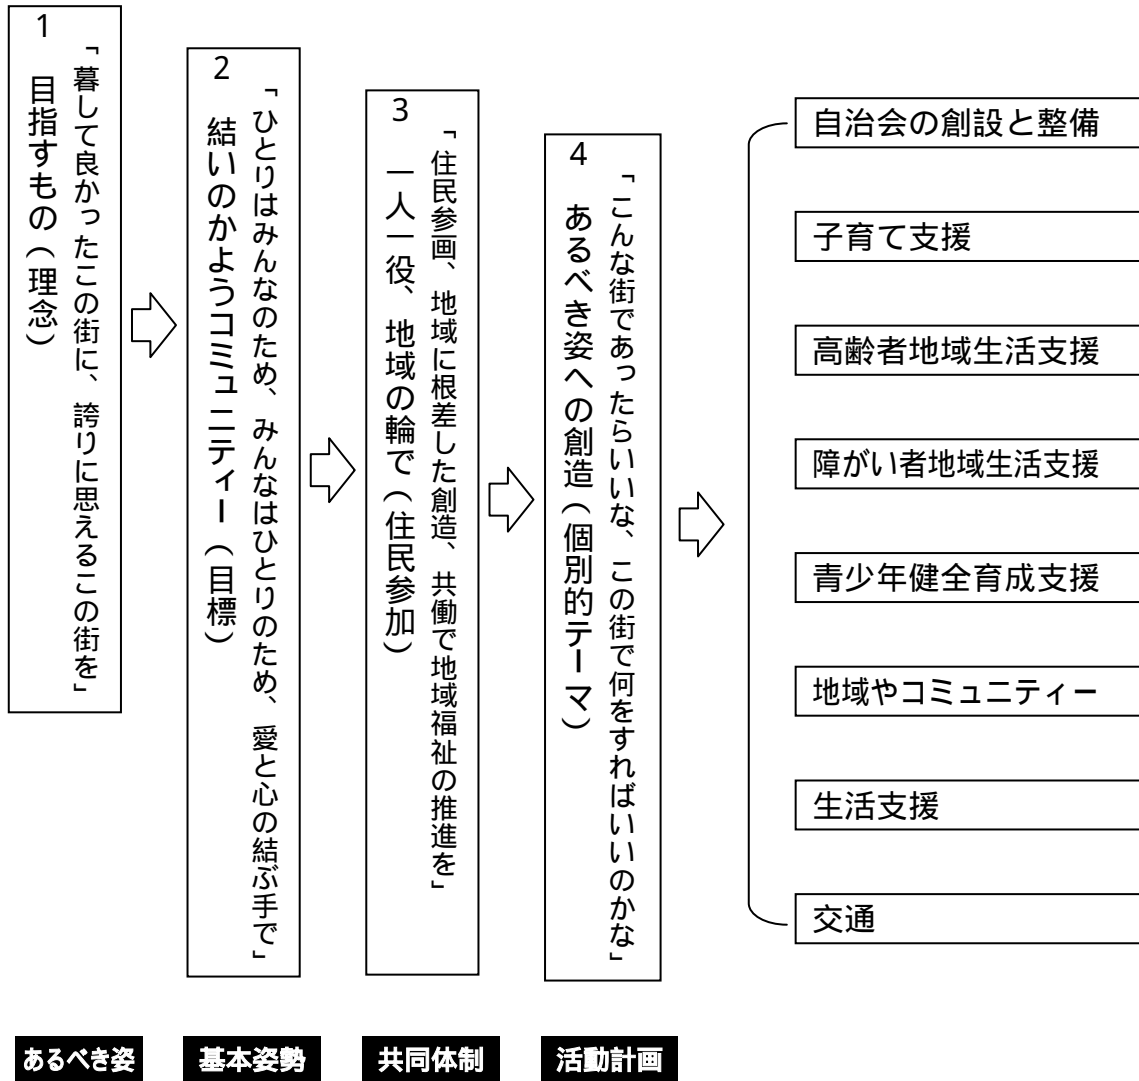 1 目指すもの(理念)
「暮して良かったこの街に、誇りに思えるこの街を」
2 結いのかようコミュニティー(目標)
「ひとりはみんなのため、みんなはひとりのため、愛と心の結ぶ手で」
3 一人一役、地域の輪で(住民参加)
「住民参画、地域に根差した創造、共働で地域福祉の推進を」
4 あるべき姿への創造(個別的テーマ)
「こんな街であったらいいな、この街で何をすればいいのかな」
自治会の創設と整備
子育て支援
高齢者地域生活支援
障がい者地域生活支援
青少年健全育成支援
地域やコミュニティー
生活支援
交通
あるべき姿
基本姿勢
共同体制
活動計画